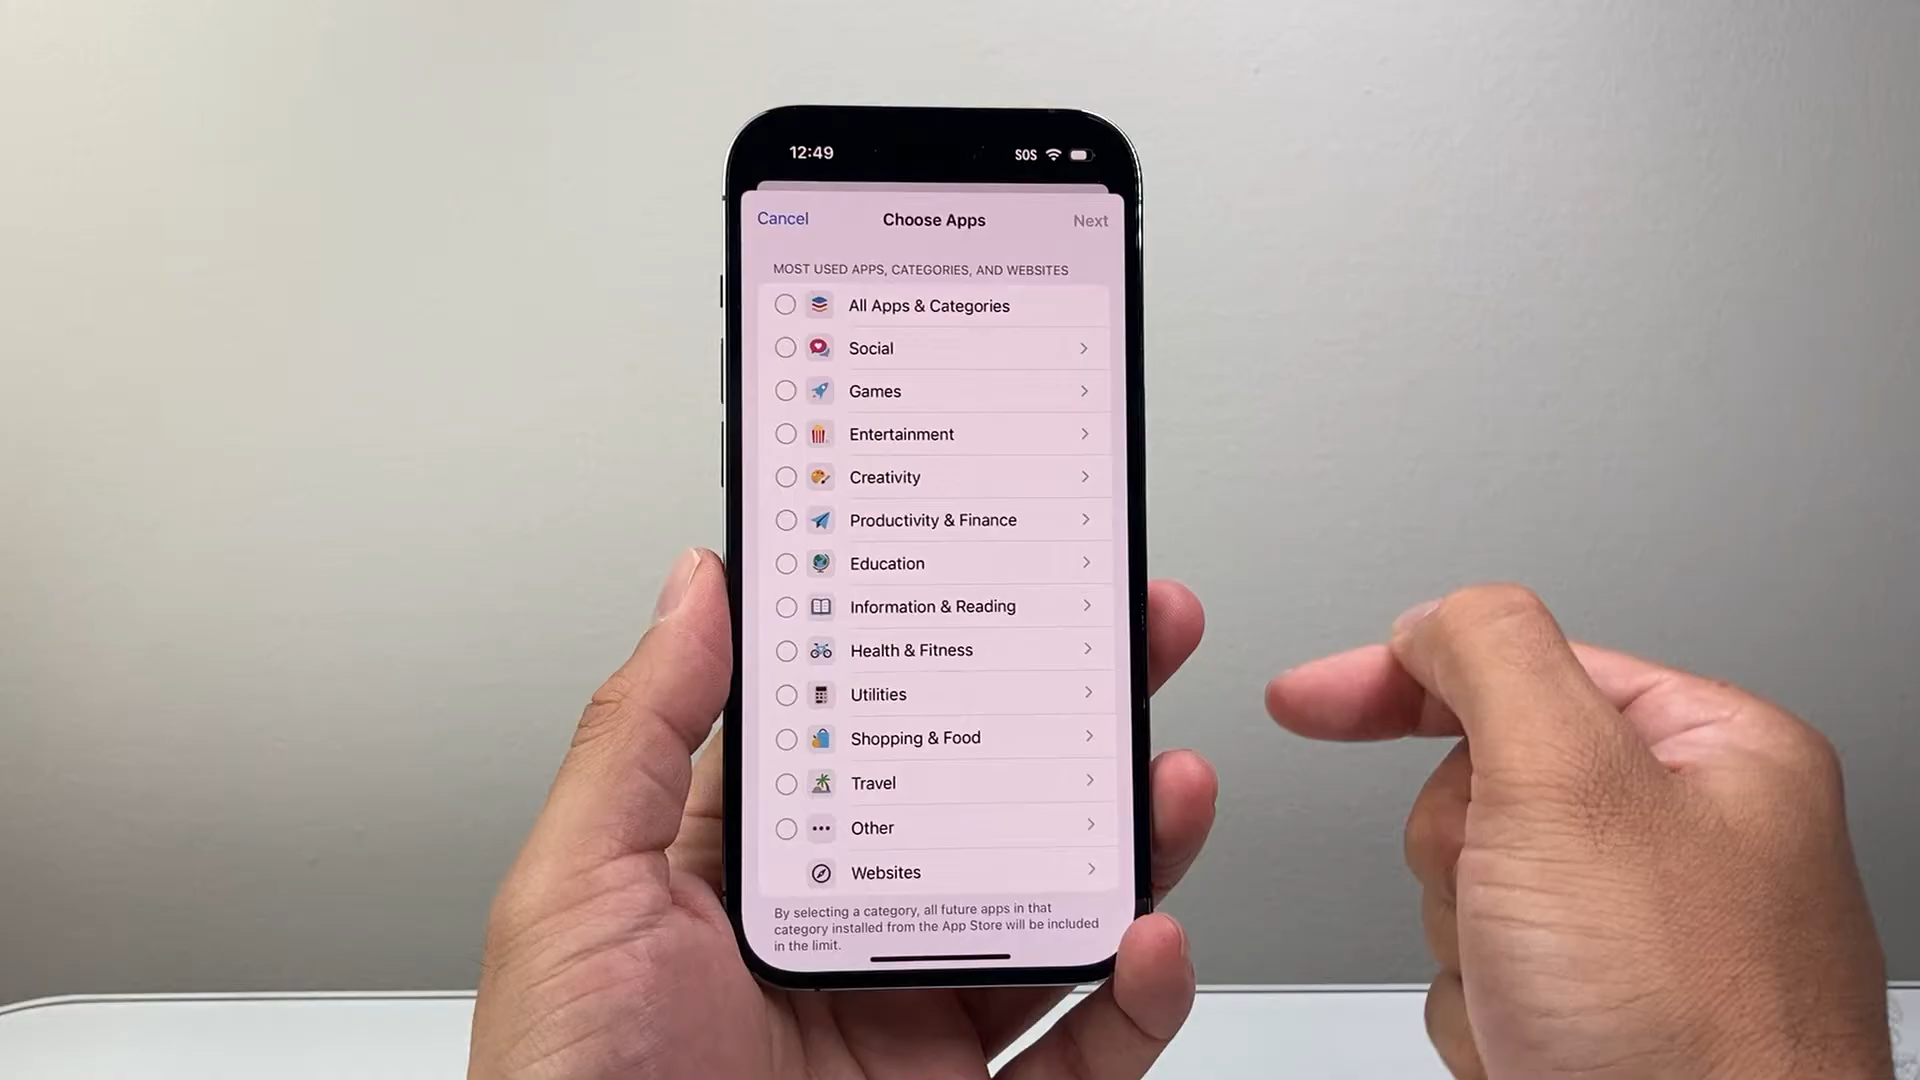 12:49 SOS
Cancel Choose Apps Next
MOST USED APPS, CATEGORIES, AND WEBSITES
All Apps & Categories
Social
Games
Entertainment
Creativity
Productivity & Finance
Education
Information & Reading
Health & Fitness
Utilities
Shopping & Food
Travel
Other
Websites
By selecting a category, all future apps in that
category installed from the App Store will be included
in the limit.